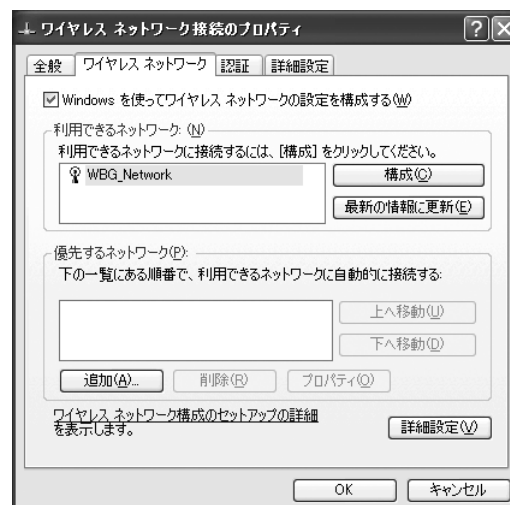 ワイヤレス ネットワーク接続のプロパティ
全般 ワイヤレス ネットワーク 認証 詳細設定
Windows を使ってワイヤレス ネットワークの設定を構成する(W)
利用できるネットワーク: (N)
利用できるネットワークに接続するには、[構成] をクリックしてください。
WBG_Network
構成(C)
最新の情報に更新(E)
優先するネットワーク(P):
下の一覧にある順番で、利用できるネットワークに自動的に接続する:
上へ移動(U)
下へ移動(D)
追加(A)... 削除(R) プロパティ(O)
ワイヤレス ネットワーク構成のセットアップの詳細
を表示します。
詳細設定(V)
OK キャンセル